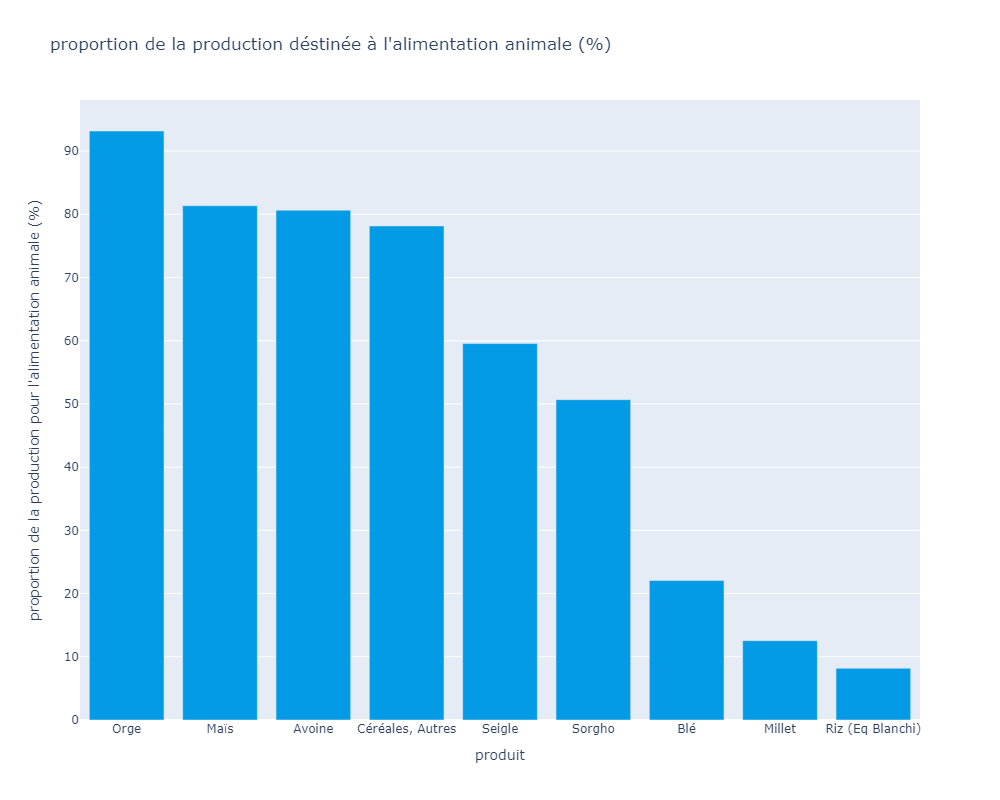 proportion de la production déstinée à l'alimentation animale (%)
proportion de la production pour l'alimentation animale (%)
90
80
70
60
50
40
30
20
10
0
Orge
Maïs
Avoine
Céréales, Autres
Seigle
Sorgho
Blé
Millet
Riz (Eq Blanchi)
produit